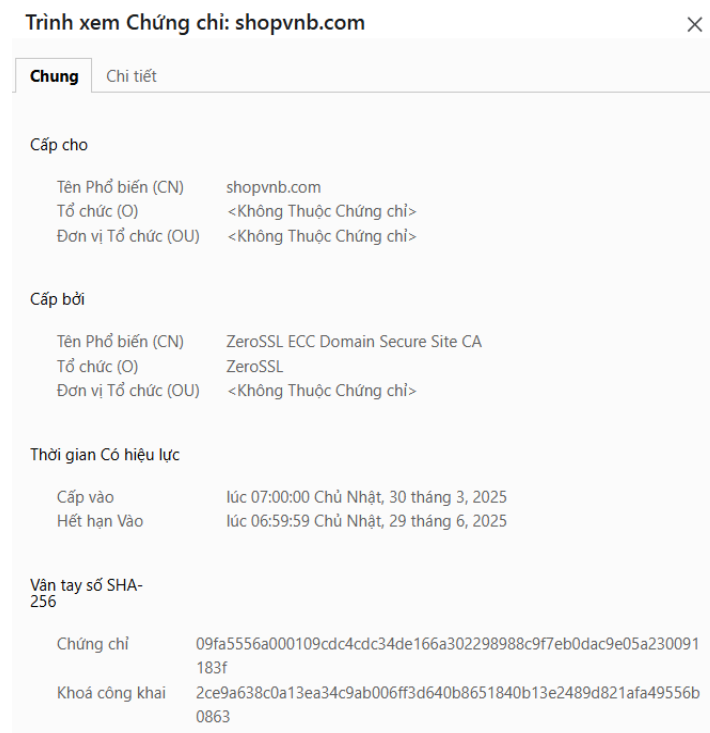 Trình xem Chứng chỉ: shopvnb.com
Chung Chi tiết
Cấp cho
Tên Phổ biến (CN) shopvnb.com
Tổ chức (O) <Không Thuộc Chứng chỉ>
Đơn vị Tổ chức (OU) <Không Thuộc Chứng chỉ>
Cấp bởi
Tên Phổ biến (CN) ZeroSSL ECC Domain Secure Site CA
Tổ chức (O) ZeroSSL
Đơn vị Tổ chức (OU) <Không Thuộc Chứng chỉ>
Thời gian Có hiệu lực
Cấp vào lúc 07:00:00 Chủ Nhật, 30 tháng 3, 2025
Hết hạn Vào lúc 06:59:59 Chủ Nhật, 29 tháng 6, 2025
Vân tay số SHA-
256
Chứng chỉ 09fa5556a000109cdc4cdc34de166a302298988c9f7eb0dac9e05a230091
183f
Khoá công khai 2ce9a638c0a13ea34c9ab006ff3d640b8651840b13e2489d821afa49556b
0863